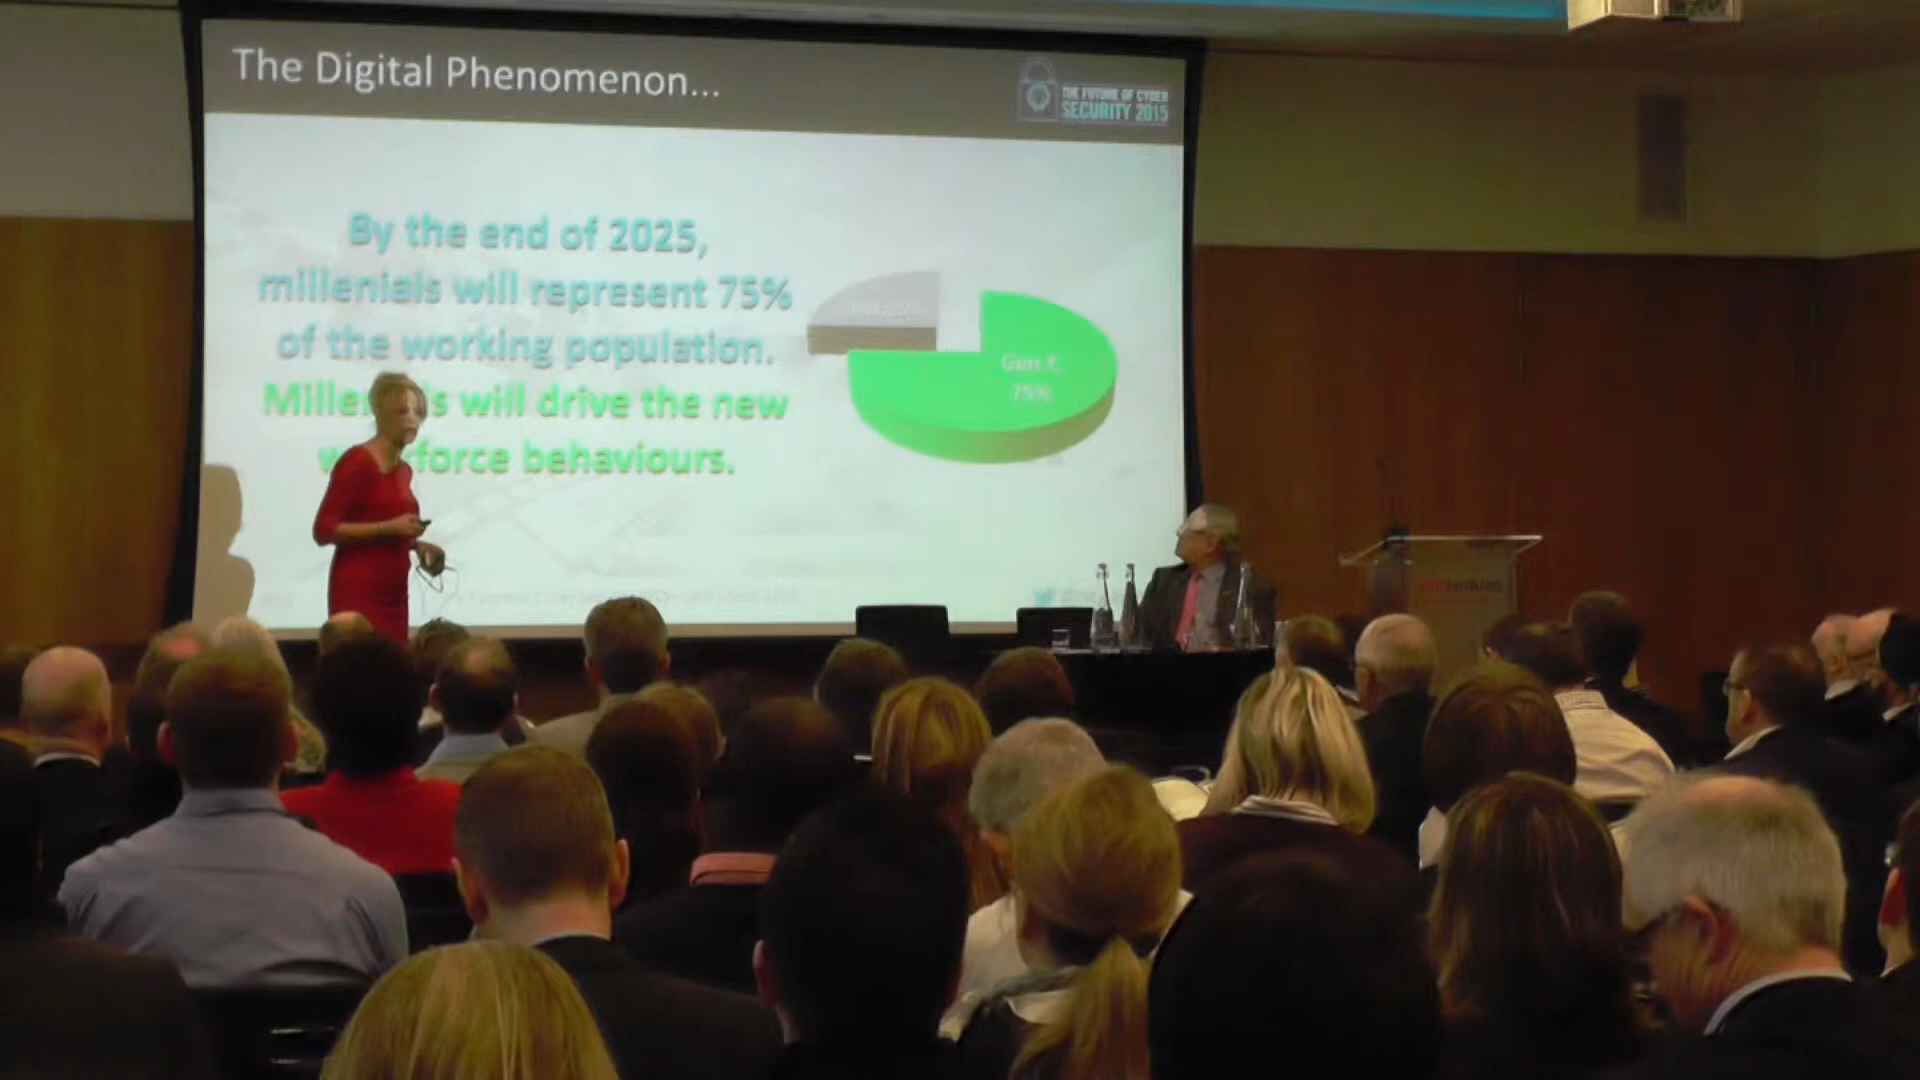 The Digital Phenomenon...
THE FUTURE OF CYBER
SECURITY 2015
By the end of 2025,
millenials will represent 75%
of the working population.
Mille s will drive the new
w force behaviours.
Gen Y,
75%